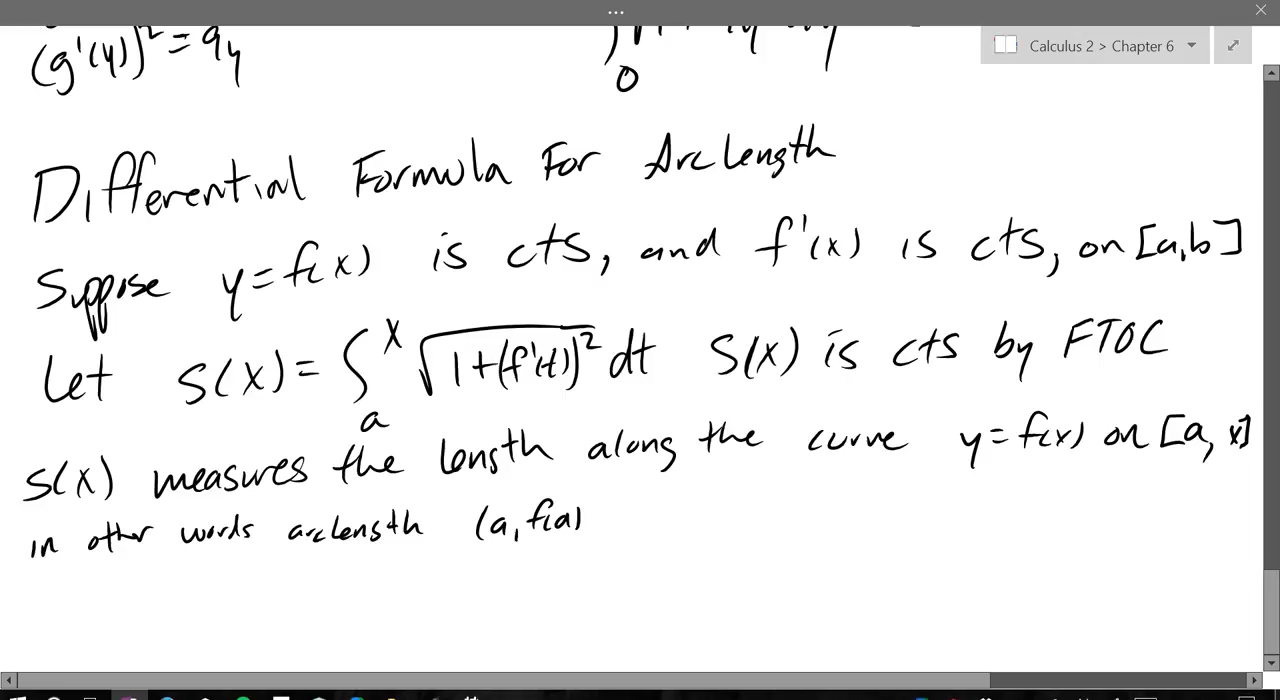 Calculus 2 > Chapter 6
(g'(y))² = 9y
0
Differential Formula For Arclength
Suppose y=f(x) is cts, and f'(x) is cts, on [a,b]
Let S(x) = ∫ₐˣ √(1+(f'(t))² dt S(x) is cts by FTOC
S(x) measures the length along the curve y=f(x) on [a, x]
in other words arclength (a, f(a)